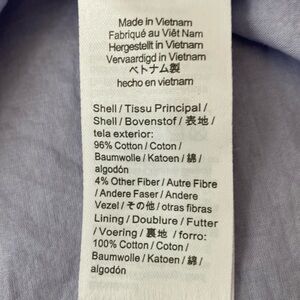 Made in Vietnam
Fabriqué au Viêt Nam
Hergestellt in Vietnam
Vervaardigd in Vietnam
ベトナム製
hecho en vietnam
Shell / Tissu Principal /
Shell / Bovenstof / 表地 /
tela exterior:
96% Cotton / Coton /
Baumwolle / Katoen / 綿 /
algodón
4% Other Fiber / Autre Fibre
/ Andere Faser / Andere
Vezel / その他 / otras fibras
Lining / Doublure / Futter
/ Voering / 裏地 / forro:
100% Cotton / Coton /
Baumwolle / Katoen / 綿 /
algodón